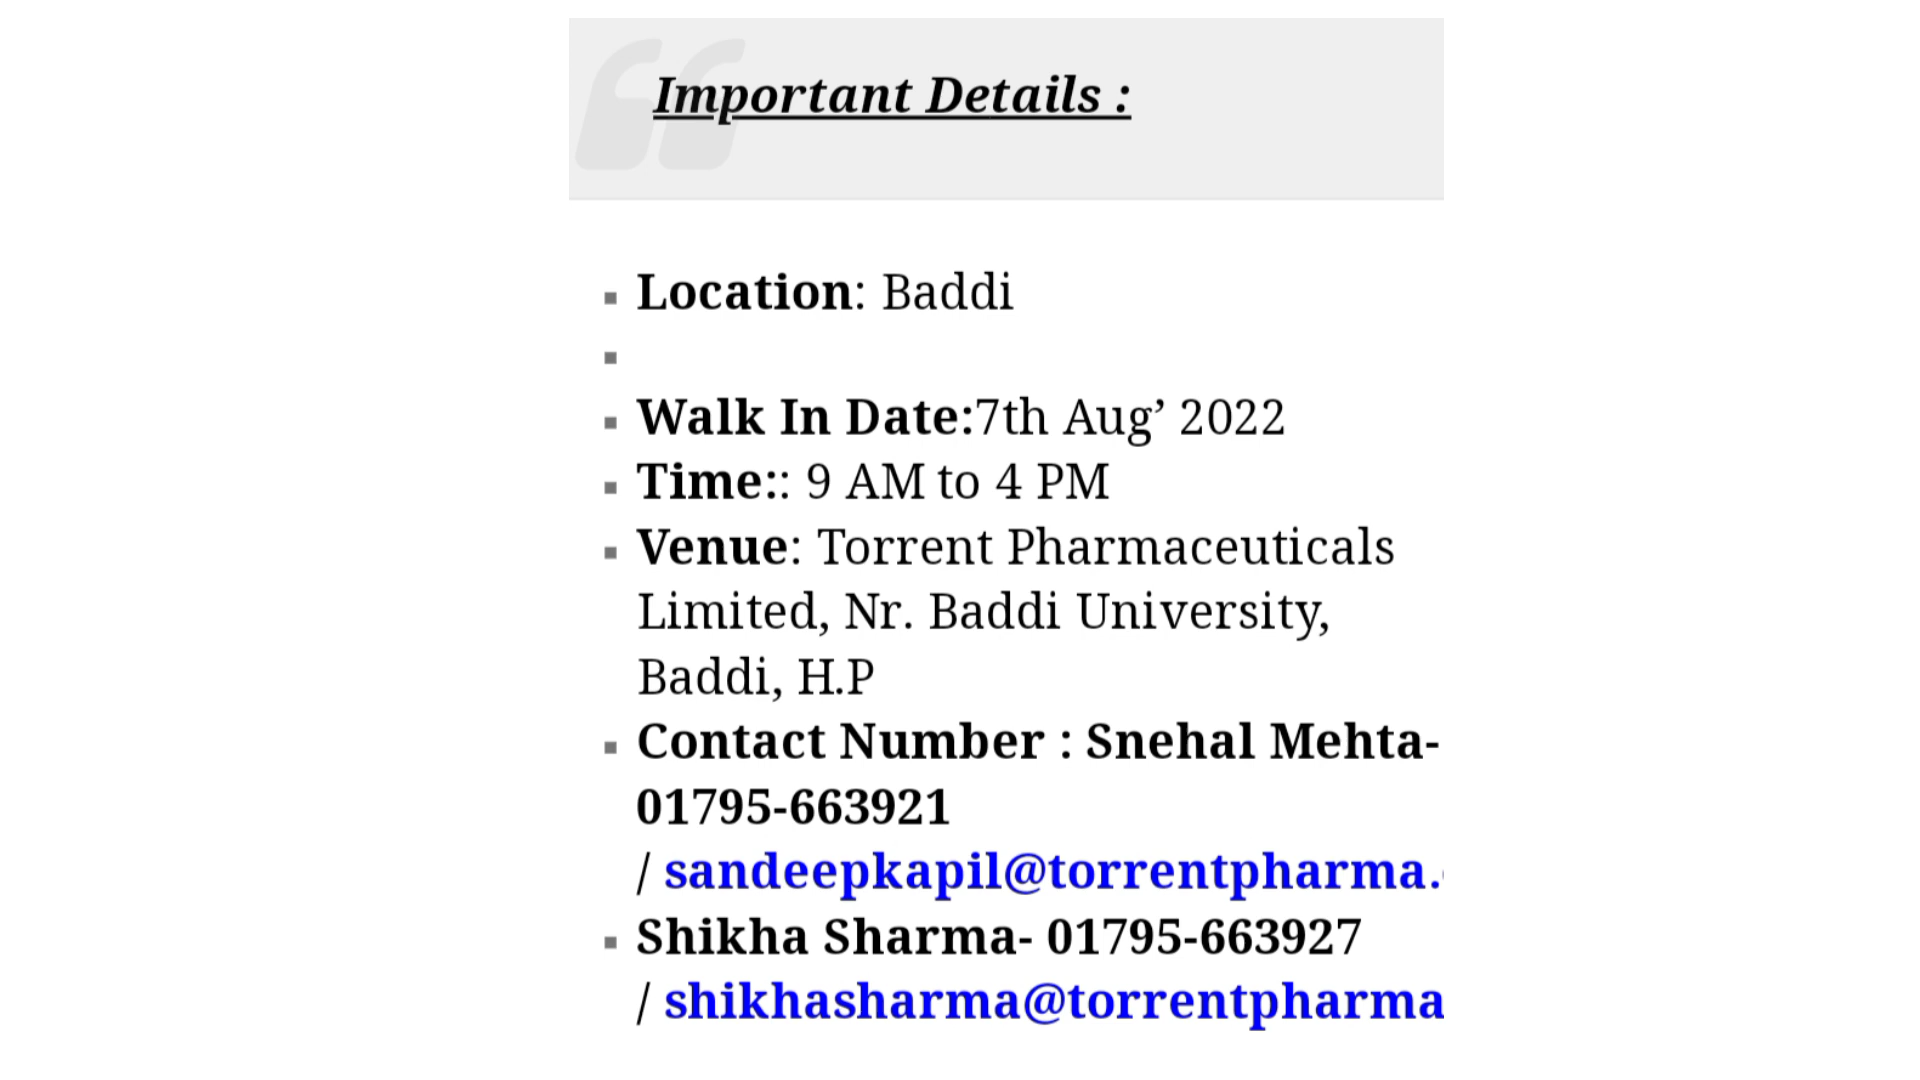 Important Details :
Location: Baddi
Walk In Date:7th Aug’ 2022
Time:: 9 AM to 4 PM
Venue: Torrent Pharmaceuticals
Limited, Nr. Baddi University,
Baddi, H.P
Contact Number : Snehal Mehta-
01795-663921
/ sandeepkapil@torrentpharma.
Shikha Sharma- 01795-663927
/ shikhasharma@torrentpharma